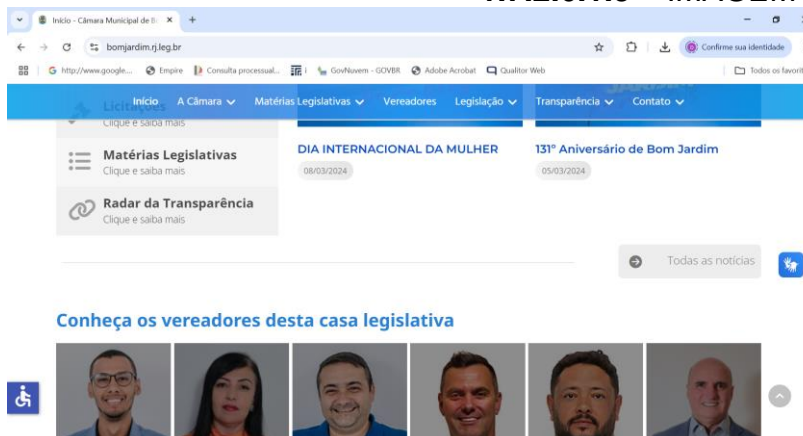 Início - Câmara Municipal de B
bomjardim.rj.leg.br
Confirme sua identidade
http://www.google....
Empire
Consulta processual...
GovNuvem - GOVBR
Adobe Acrobat
Qualitor Web
Todos os favorit
Início
A Câmara
Matérias Legislativas
Vereadores
Legislação
Transparência
Contato
Licitações
Clique e saiba mais
Matérias Legislativas
Clique e saiba mais
Radar da Transparência
Clique e saiba mais
JARDIM
DIA INTERNACIONAL DA MULHER
08/03/2024
131º Aniversário de Bom Jardim
05/03/2024
Todas as notícias
Conheça os vereadores desta casa legislativa